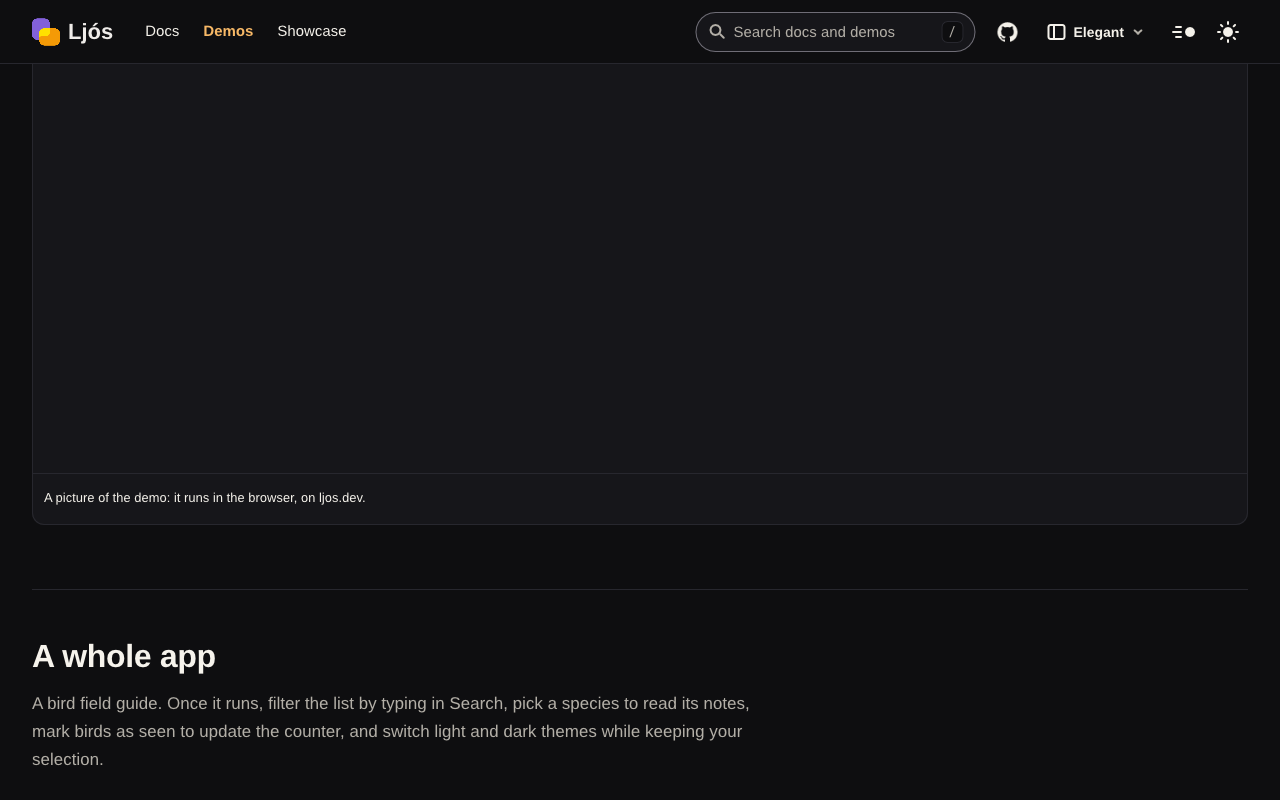 Ljós
Docs
Demos
Showcase
Search docs and demos
/
Elegant
A picture of the demo: it runs in the browser, on ljos.dev.
A whole app
A bird field guide. Once it runs, filter the list by typing in Search, pick a species to read its notes,
mark birds as seen to update the counter, and switch light and dark themes while keeping your
selection.